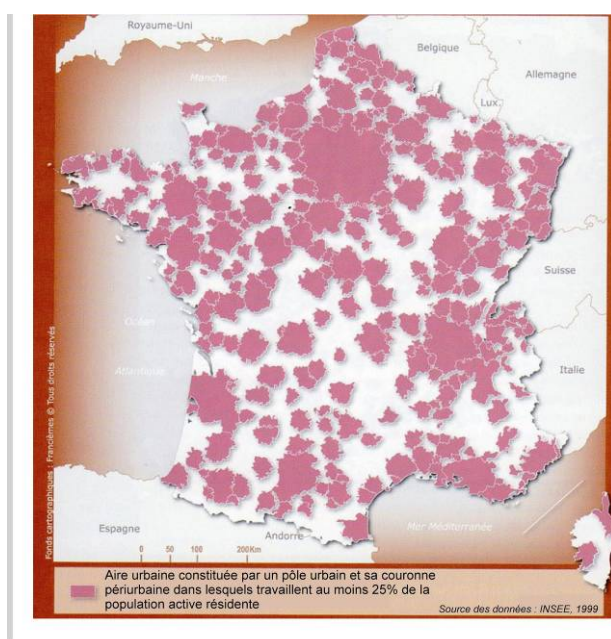 Royaume-Uni
Belgique
Manche
Allemagne
Lux.
Suisse
Océan
Atlantique
Italie
Fonds cartographiques : Francièmes © Tous droits réservés
Mer Méditerranée
Espagne
Andorre
0 50 100 200 Km
Aire urbaine constituée par un pôle urbain et sa couronne
périurbaine dans lesquels travaillent au moins 25% de la
population active résidente
Source des données : INSEE, 1999